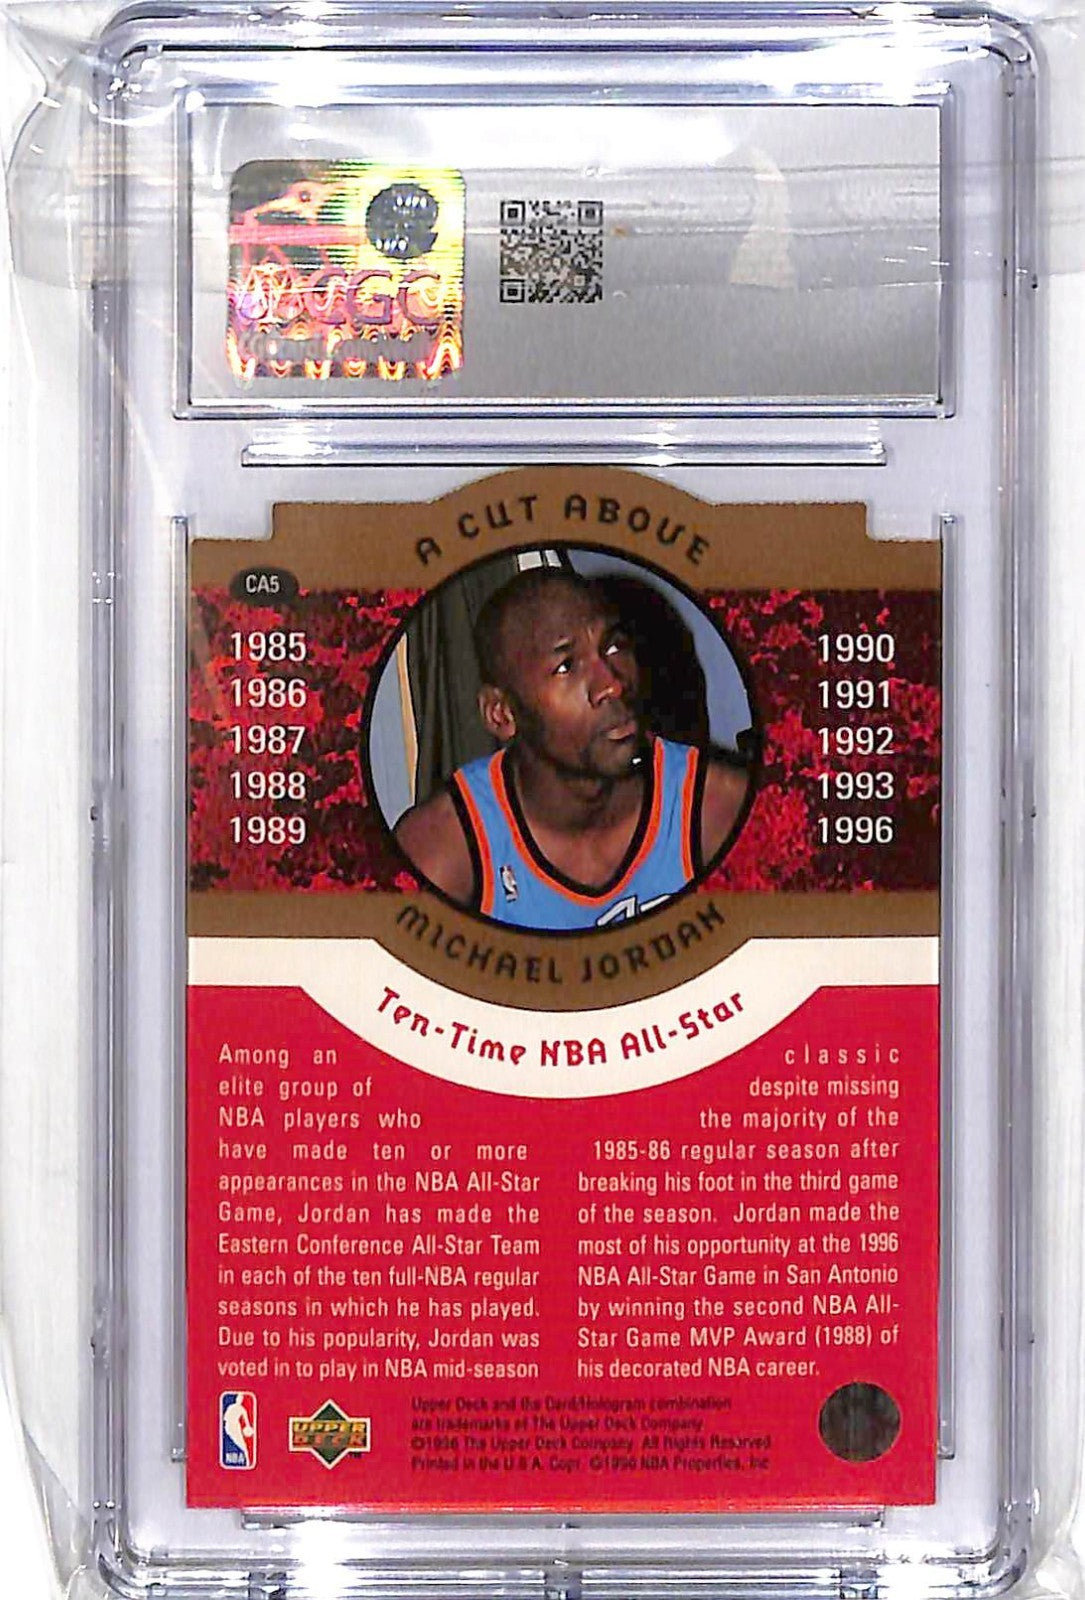 CGC
A CUT ABOVE
CA5
1985
1986
1987
1988
1989
1990
1991
1992
1993
1996
MICHAEL JORDAN
Ten-Time NBA All-Star
Among an
elite group of
NBA players who
have made ten or more
appearances in the NBA All-Star
Game, Jordan has made the
Eastern Conference All-Star Team
in each of the ten full-NBA regular
seasons in which he has played.
Due to his popularity, Jordan was
voted in to play in NBA mid-season
classic
despite missing
the majority of the
1985-86 regular season after
breaking his foot in the third game
of the season. Jordan made the
most of his opportunity at the 1996
NBA All-Star Game in San Antonio
by winning the second NBA All-
Star Game MVP Award (1988) of
his decorated NBA career.
NBA
UPPER
DECK
Upper Deck and the Card/Hologram combination
are trademarks of The Upper Deck Company
©1996 The Upper Deck Company. All Rights Reserved
Printed in the U.S.A. Copr. ©1996 NBA Properties, Inc